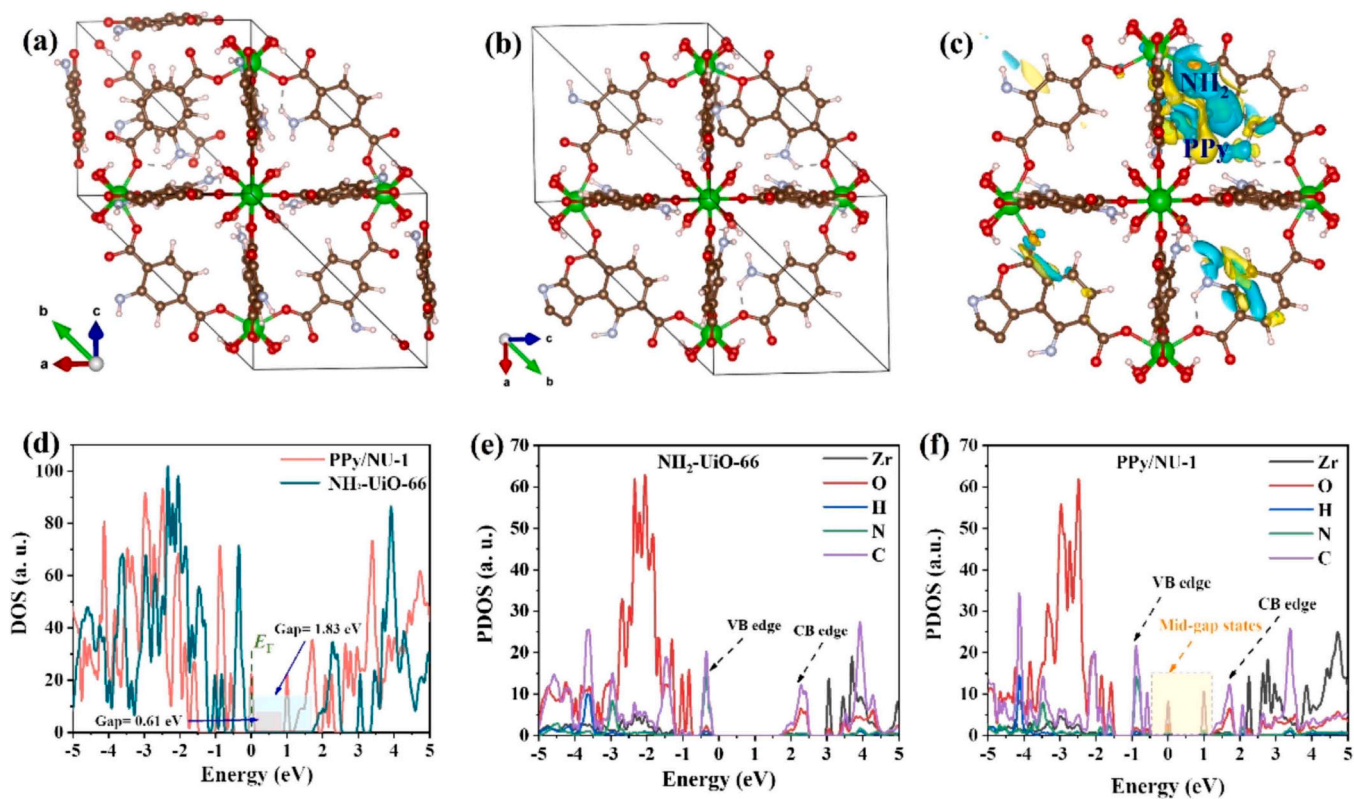 (a)
b
c
a
(b)
c
a
b
(c)
NH2
PPy
(d)
PPy/NU-1
NH2-UiO-66
Gap= 1.83 eV
EF
Gap= 0.61 eV
DOS (a. u.)
100
80
60
40
20
0
-5 -4 -3 -2 -1 0 1 2 3 4 5
Energy (eV)
(e)
NH2-UiO-66
Zr
O
H
N
C
VB edge
CB edge
PDOS (a. u.)
70
60
50
40
30
20
10
0
-5 -4 -3 -2 -1 0 1 2 3 4 5
Energy (eV)
(f)
PPy/NU-1
Zr
O
H
N
C
VB edge
CB edge
Mid-gap states
PDOS (a.u.)
70
60
50
40
30
20
10
0
-5 -4 -3 -2 -1 0 1 2 3 4 5
Energy (eV)